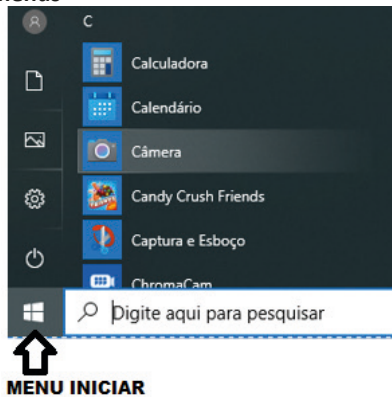 C
Calculadora
Calendário
Câmera
Candy Crush Friends
Captura e Esboço
ChromaCam
Digite aqui para pesquisar
MENU INICIAR